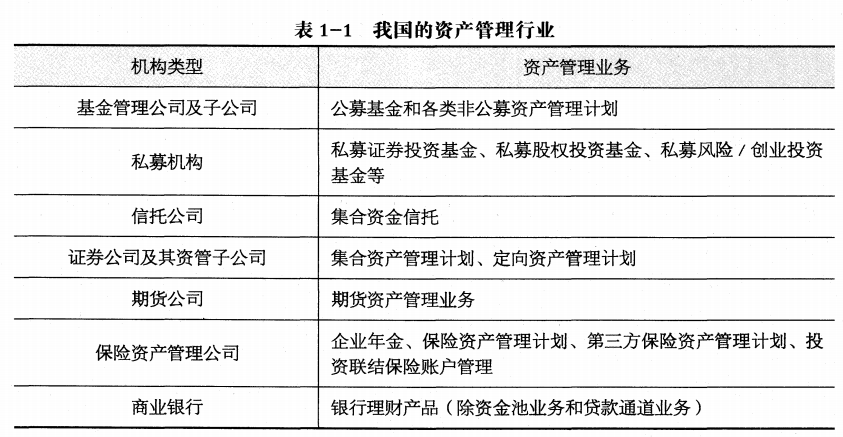 表 1-1 我国的资产管理行业
机构类型 资产管理业务
基金管理公司及子公司 公募基金和各类非公募资产管理计划
私募机构 私募证券投资基金、私募股权投资基金、私募风险/创业投资
基金等
信托公司 集合资金信托
证券公司及其资管子公司 集合资产管理计划、定向资产管理计划
期货公司 期货资产管理业务
保险资产管理公司 企业年金、保险资产管理计划、第三方保险资产管理计划、投
资联结保险账户管理
商业银行 银行理财产品（除资金池业务和贷款通道业务）